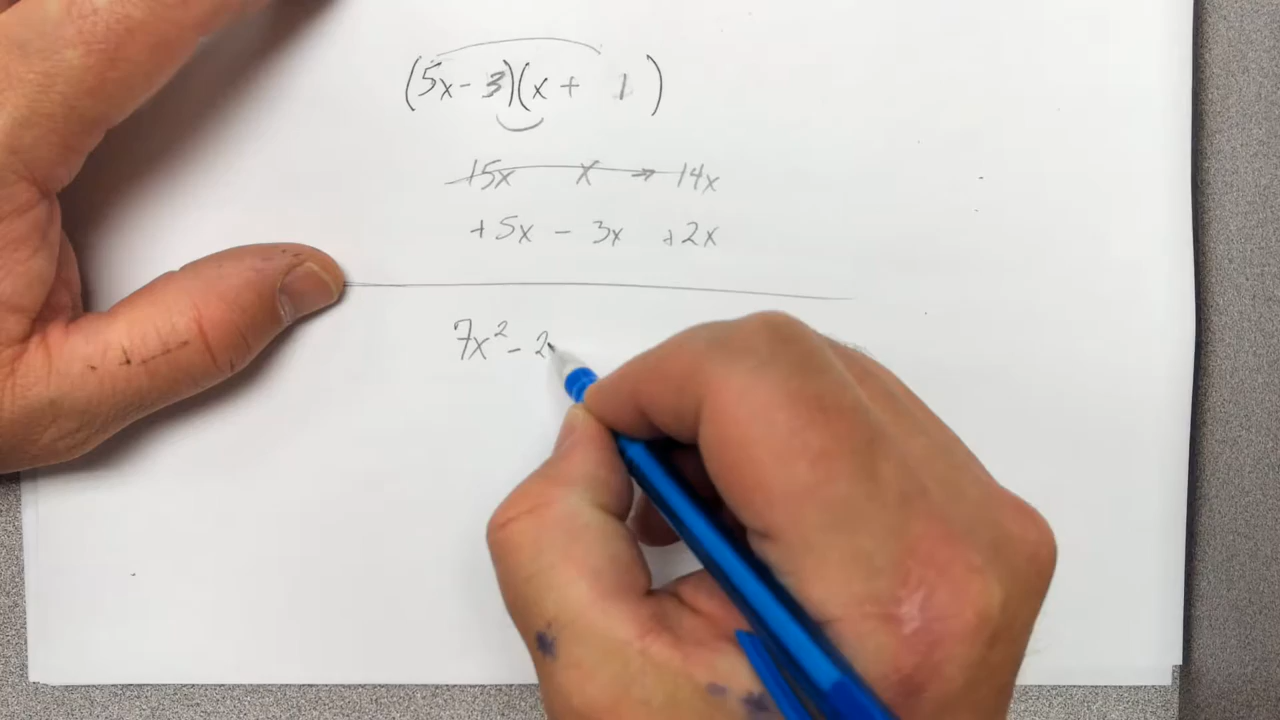 (5x - 3)(x + 1)
+15x x → 14x
+5x - 3x +2x
7x² - 2